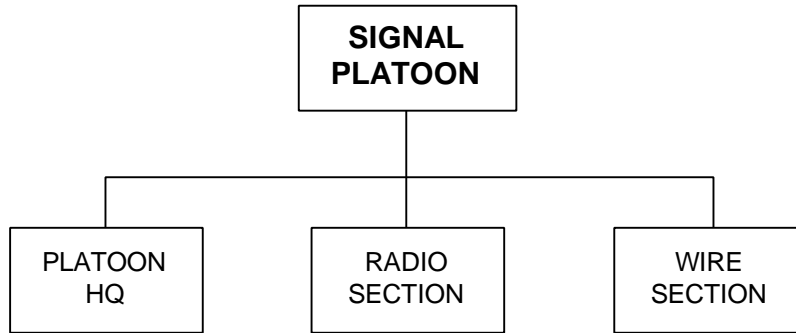 SIGNAL
PLATOON
PLATOON
HQ
RADIO
SECTION
WIRE
SECTION